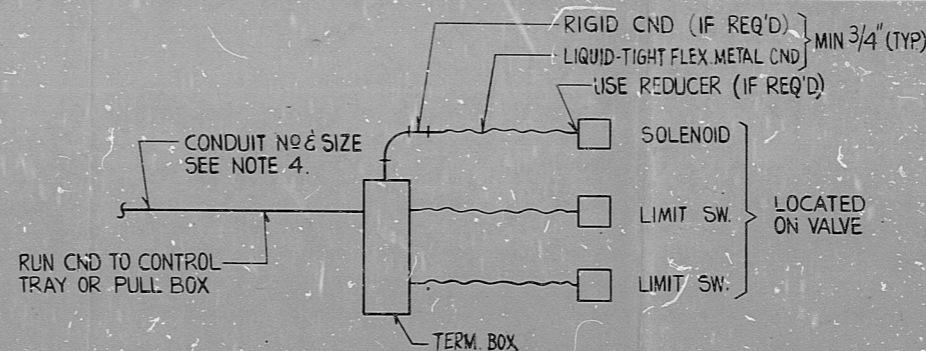 RIGID CND (IF REQ'D)
LIQUID-TIGHT FLEX. METAL CND
MIN 3/4" (TYP)
USE REDUCER (IF REQ'D)
CONDUIT Nº & SIZE
SEE NOTE 4.
SOLENOID
LIMIT SW.
LOCATED
ON VALVE
RUN CND TO CONTROL
TRAY OR PULL BOX
LIMIT SW.
TERM. BOX